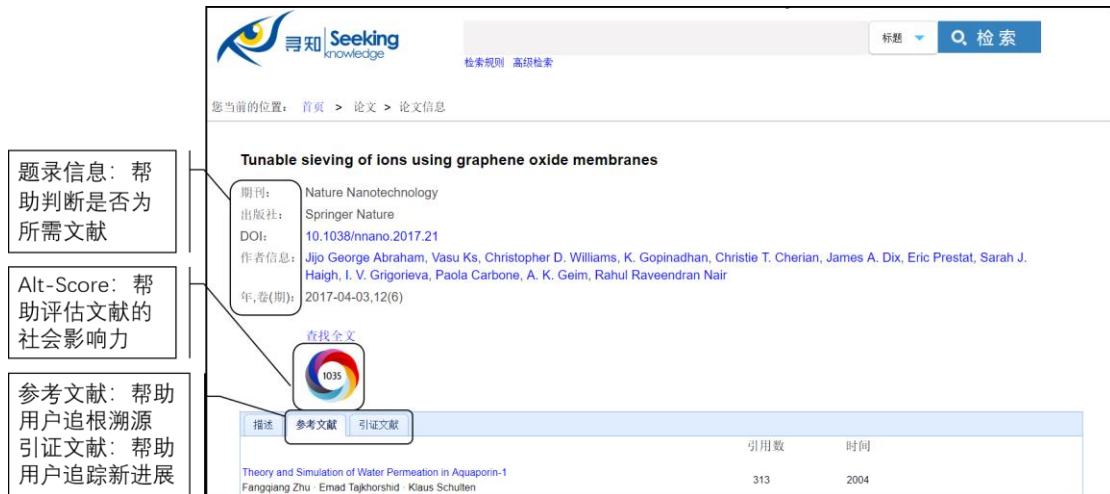 寻知 Seeking
knowledge
标题
检索
检索规则 高级检索
您当前的位置： 首页 > 论文 > 论文信息
Tunable sieving of ions using graphene oxide membranes
期刊： Nature Nanotechnology
出版社： Springer Nature
DOI： 10.1038/nnano.2017.21
作者信息： Jijo George Abraham, Vasu Ks, Christopher D. Williams, K. Gopinadhan, Christie T. Cherian, James A. Dix, Eric Prestat, Sarah J.
Haigh, I. V. Grigorieva, Paola Carbone, A. K. Geim, Rahul Raveendran Nair
年,卷(期)： 2017-04-03,12(6)
查找全文
1035
描述 参考文献 引证文献
引用数 时间
Theory and Simulation of Water Permeation in Aquaporin-1
313 2004
Fangqiang Zhu · Emad Tajkhorshid · Klaus Schulten
题录信息：帮
助判断是否为
所需文献
Alt-Score：帮
助评估文献的
社会影响力
参考文献：帮助
用户追根溯源
引证文献：帮助
用户追踪新进展